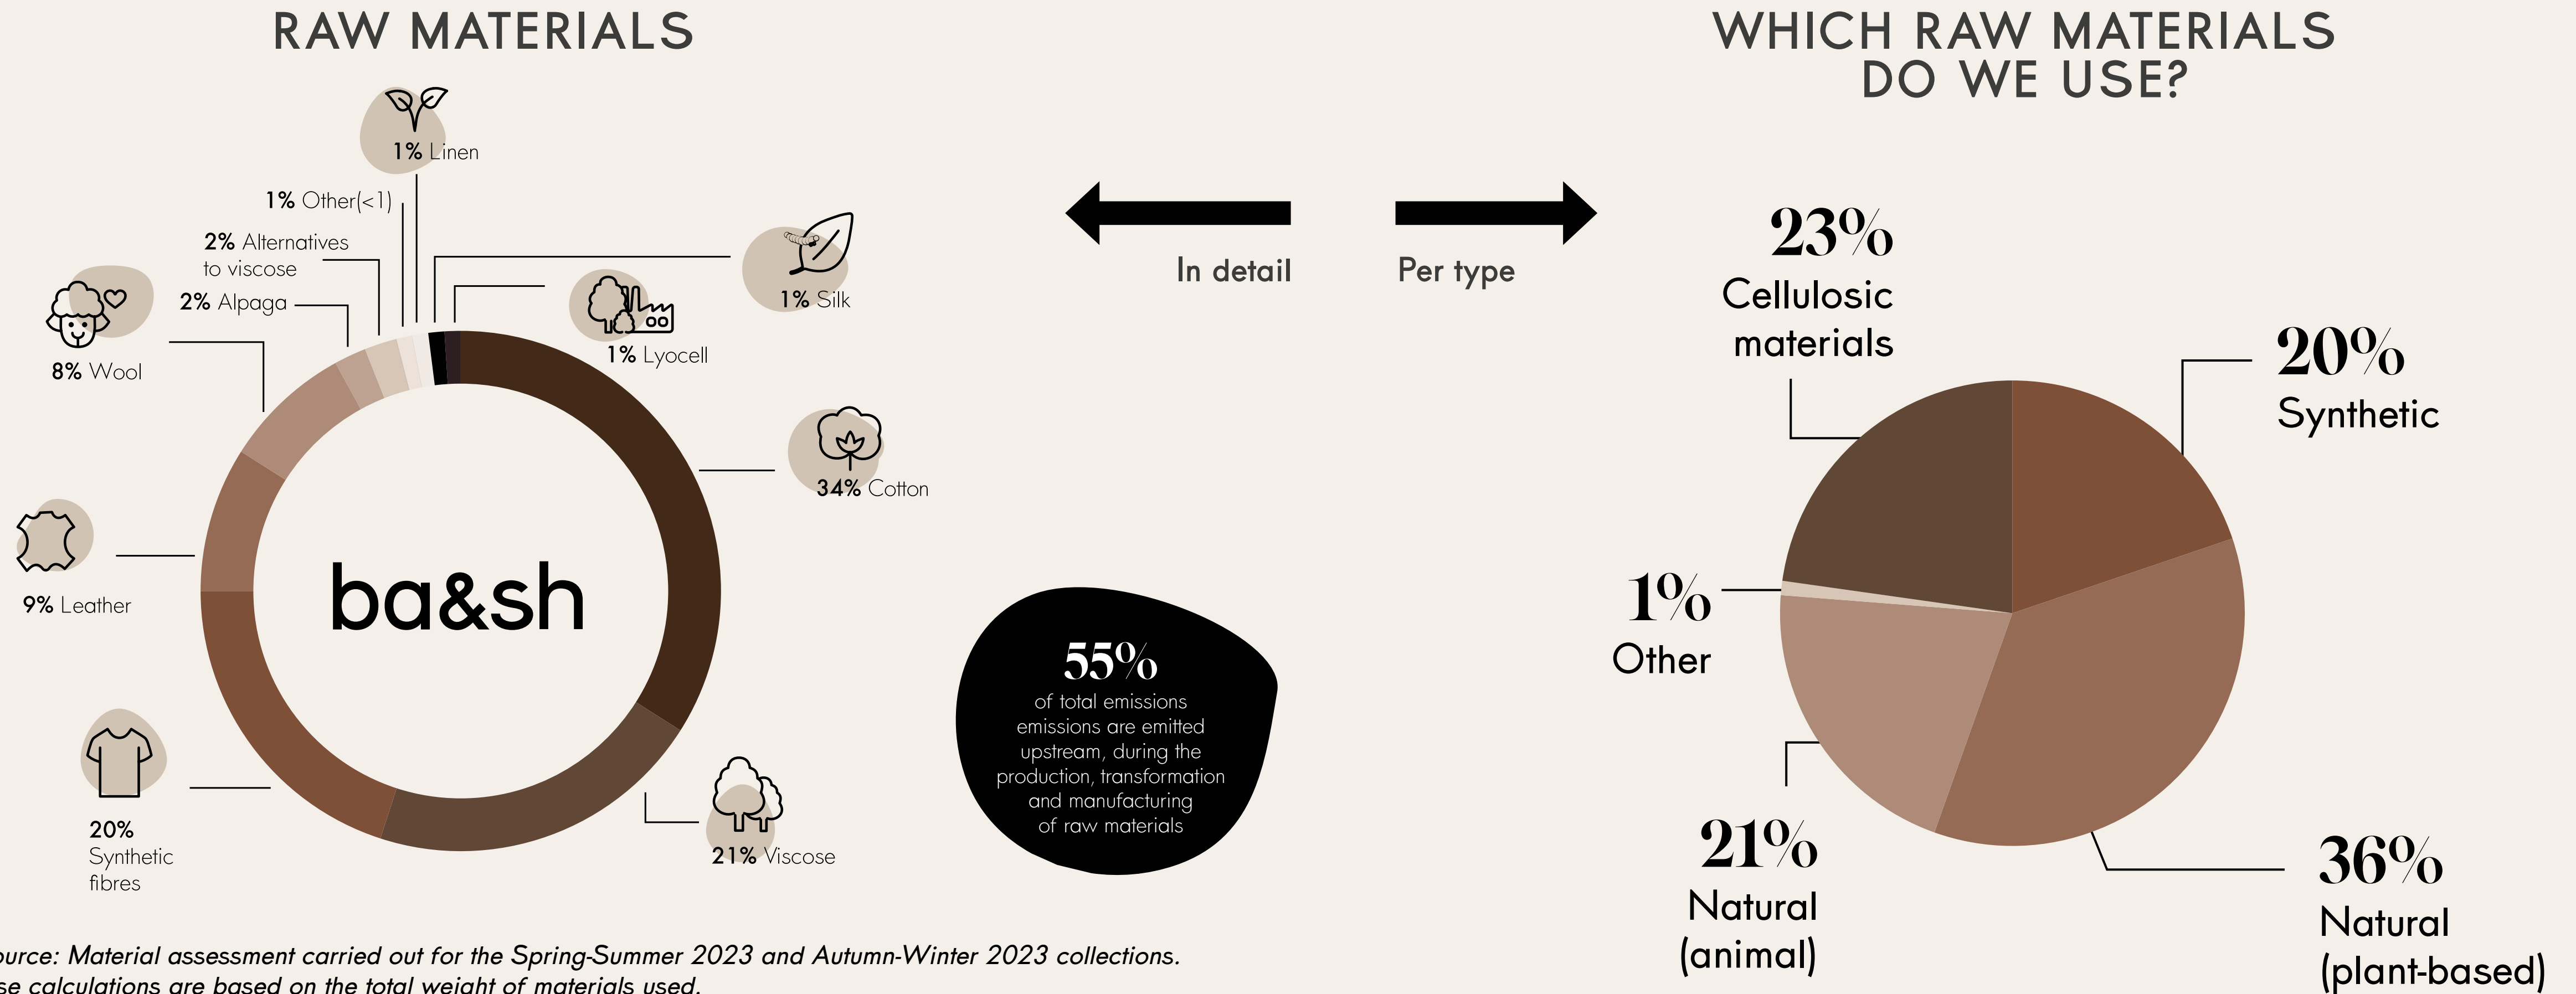 RAW MATERIALS
1% Linen
1% Other(<1)
2% Alternatives
to viscose
2% Alpaga
8% Wool
9% Leather
20%
Synthetic
fibres
1% Silk
1% Lyocell
34% Cotton
21% Viscose
ba&sh
In detail
Per type
55%
of total emissions
emissions are emitted
upstream, during the
production, transformation
and manufacturing
of raw materials
WHICH RAW MATERIALS
DO WE USE?
23%
Cellulosic
materials
20%
Synthetic
1%
Other
21%
Natural
(animal)
36%
Natural
(plant-based)
ource: Material assessment carried out for the Spring-Summer 2023 and Autumn-Winter 2023 collections.
se calculations are based on the total weight of materials used.